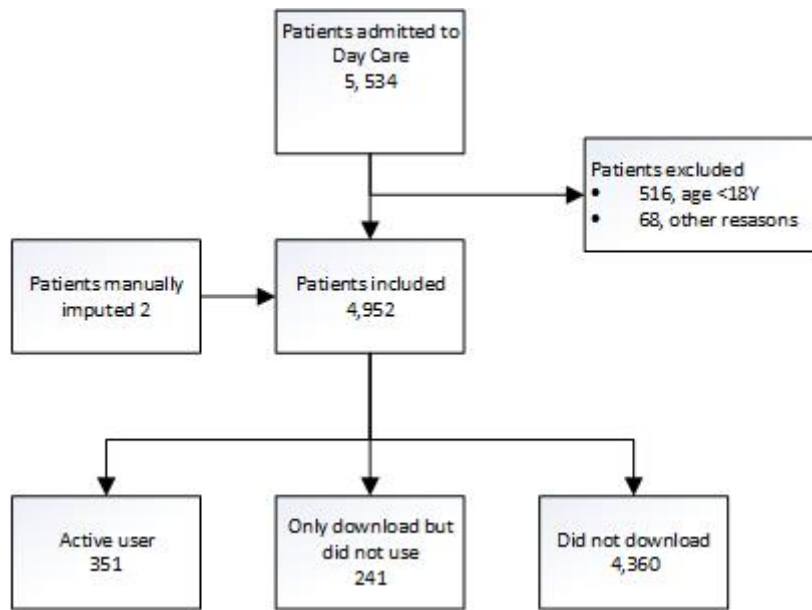 Patients admitted to
Day Care
5, 534
Patients excluded
• 516, age <18Y
• 68, other resasons
Patients manually
imputed 2
Patients included
4,952
Active user
351
Only download but
did not use
241
Did not download
4,360